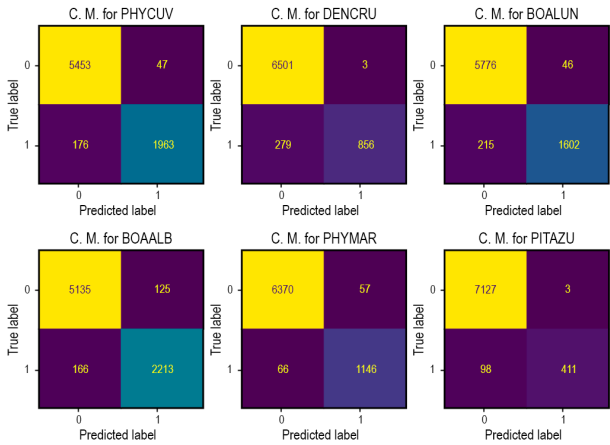 C. M. for PHYCUV
0
5453
47
True label
1
176
1963
0
1
Predicted label
C. M. for DENCRU
0
6501
3
True label
1
279
856
0
1
Predicted label
C. M. for BOALUN
0
5776
46
True label
1
215
1602
0
1
Predicted label
C. M. for BOAALB
0
5135
125
True label
1
166
2213
0
1
Predicted label
C. M. for PHYMAR
0
6370
57
True label
1
66
1146
0
1
Predicted label
C. M. for PITAZU
0
7127
3
True label
1
98
411
0
1
Predicted label